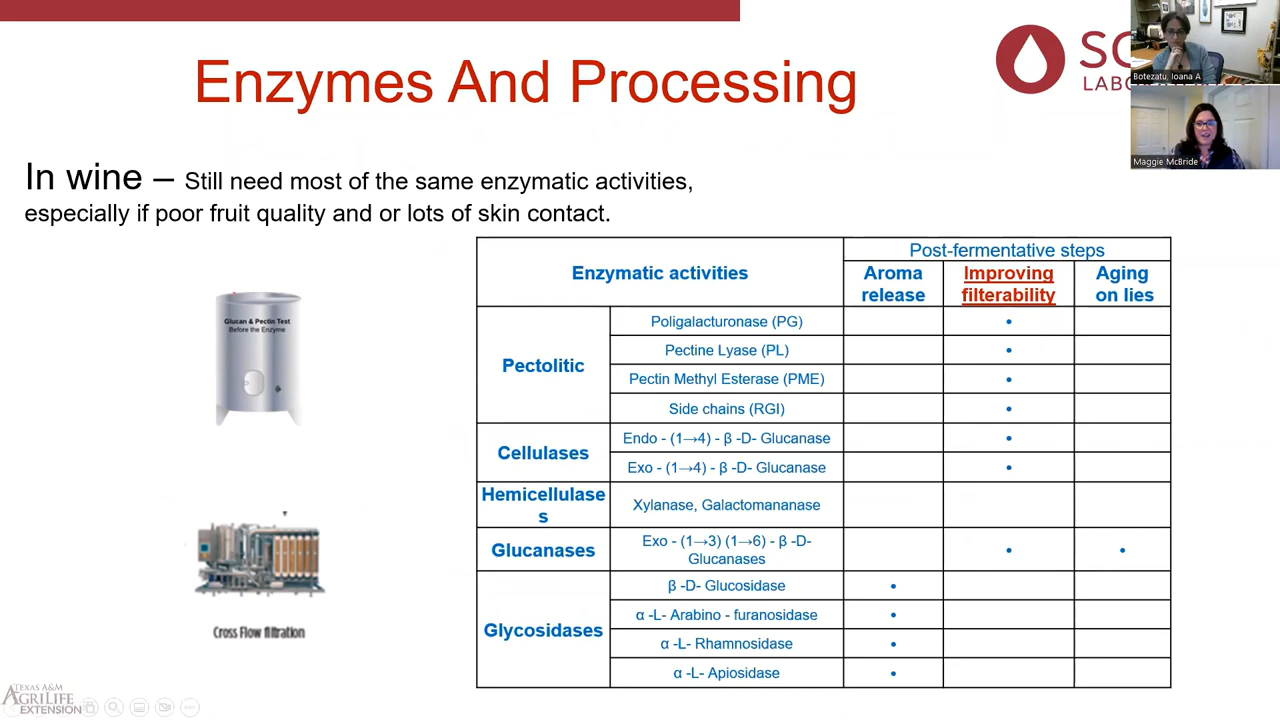 Enzymes And Processing
SC
LABO
Botezatu, Ioana A
Maggie McBride
In wine – Still need most of the same enzymatic activities,
especially if poor fruit quality and or lots of skin contact.
Glucan & Pectin Test
Before the Enzyme
Cross Flow filtration
Enzymatic activities
Post-fermentative steps
Aroma
release
Improving
filterability
Aging
on lies
Pectolitic
Poligalacturonase (PG)
•
Pectine Lyase (PL)
•
Pectin Methyl Esterase (PME)
•
Side chains (RGI)
•
Cellulases
Endo - (1→4) - β -D- Glucanase
•
Exo - (1→4) - β -D- Glucanase
•
Hemicellulase
s
Xylanase, Galactomananase
Glucanases
Exo - (1→3) (1→6) - β -D-
Glucanases
• •
Glycosidases
β -D- Glucosidase
•
α -L- Arabino - furanosidase
•
α -L- Rhamnosidase
•
α -L- Apiosidase
•
TEXAS A&M
AGRILIFE
EXTENSION